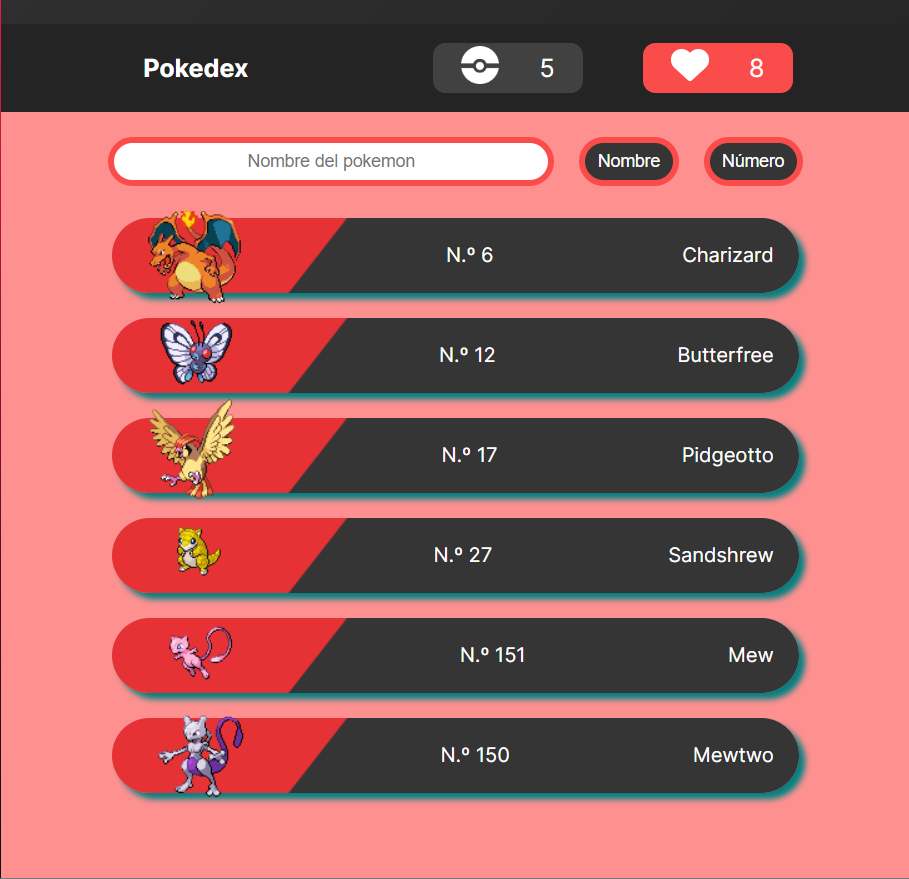 Pokedex 5 8
Nombre del pokemon Nombre Número
N.º 6 Charizard
N.º 12 Butterfree
N.º 17 Pidgeotto
N.º 27 Sandshrew
N.º 151 Mew
N.º 150 Mewtwo